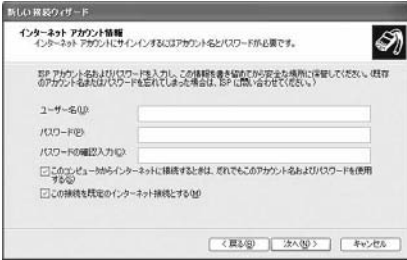 新しい接続ウィザード
インターネット アカウント情報
インターネット アカウントにサインインするにはアカウント名とパスワードが必要です。
ISP アカウント名およびパスワードを入力し、この情報を書き留めてから安全な場所に保管してください。(既存
のアカウント名またはパスワードを忘れてしまった場合は、ISP に問い合わせてください。)
ユーザー名(U):
パスワード(P):
パスワードの確認入力(C):
このコンピュータからインターネットに接続するときは、だれでもこのアカウント名およびパスワードを使用
する(S)
この接続を既定のインターネット接続とする(M)
< 戻る(B)
次へ(N) >
キャンセル